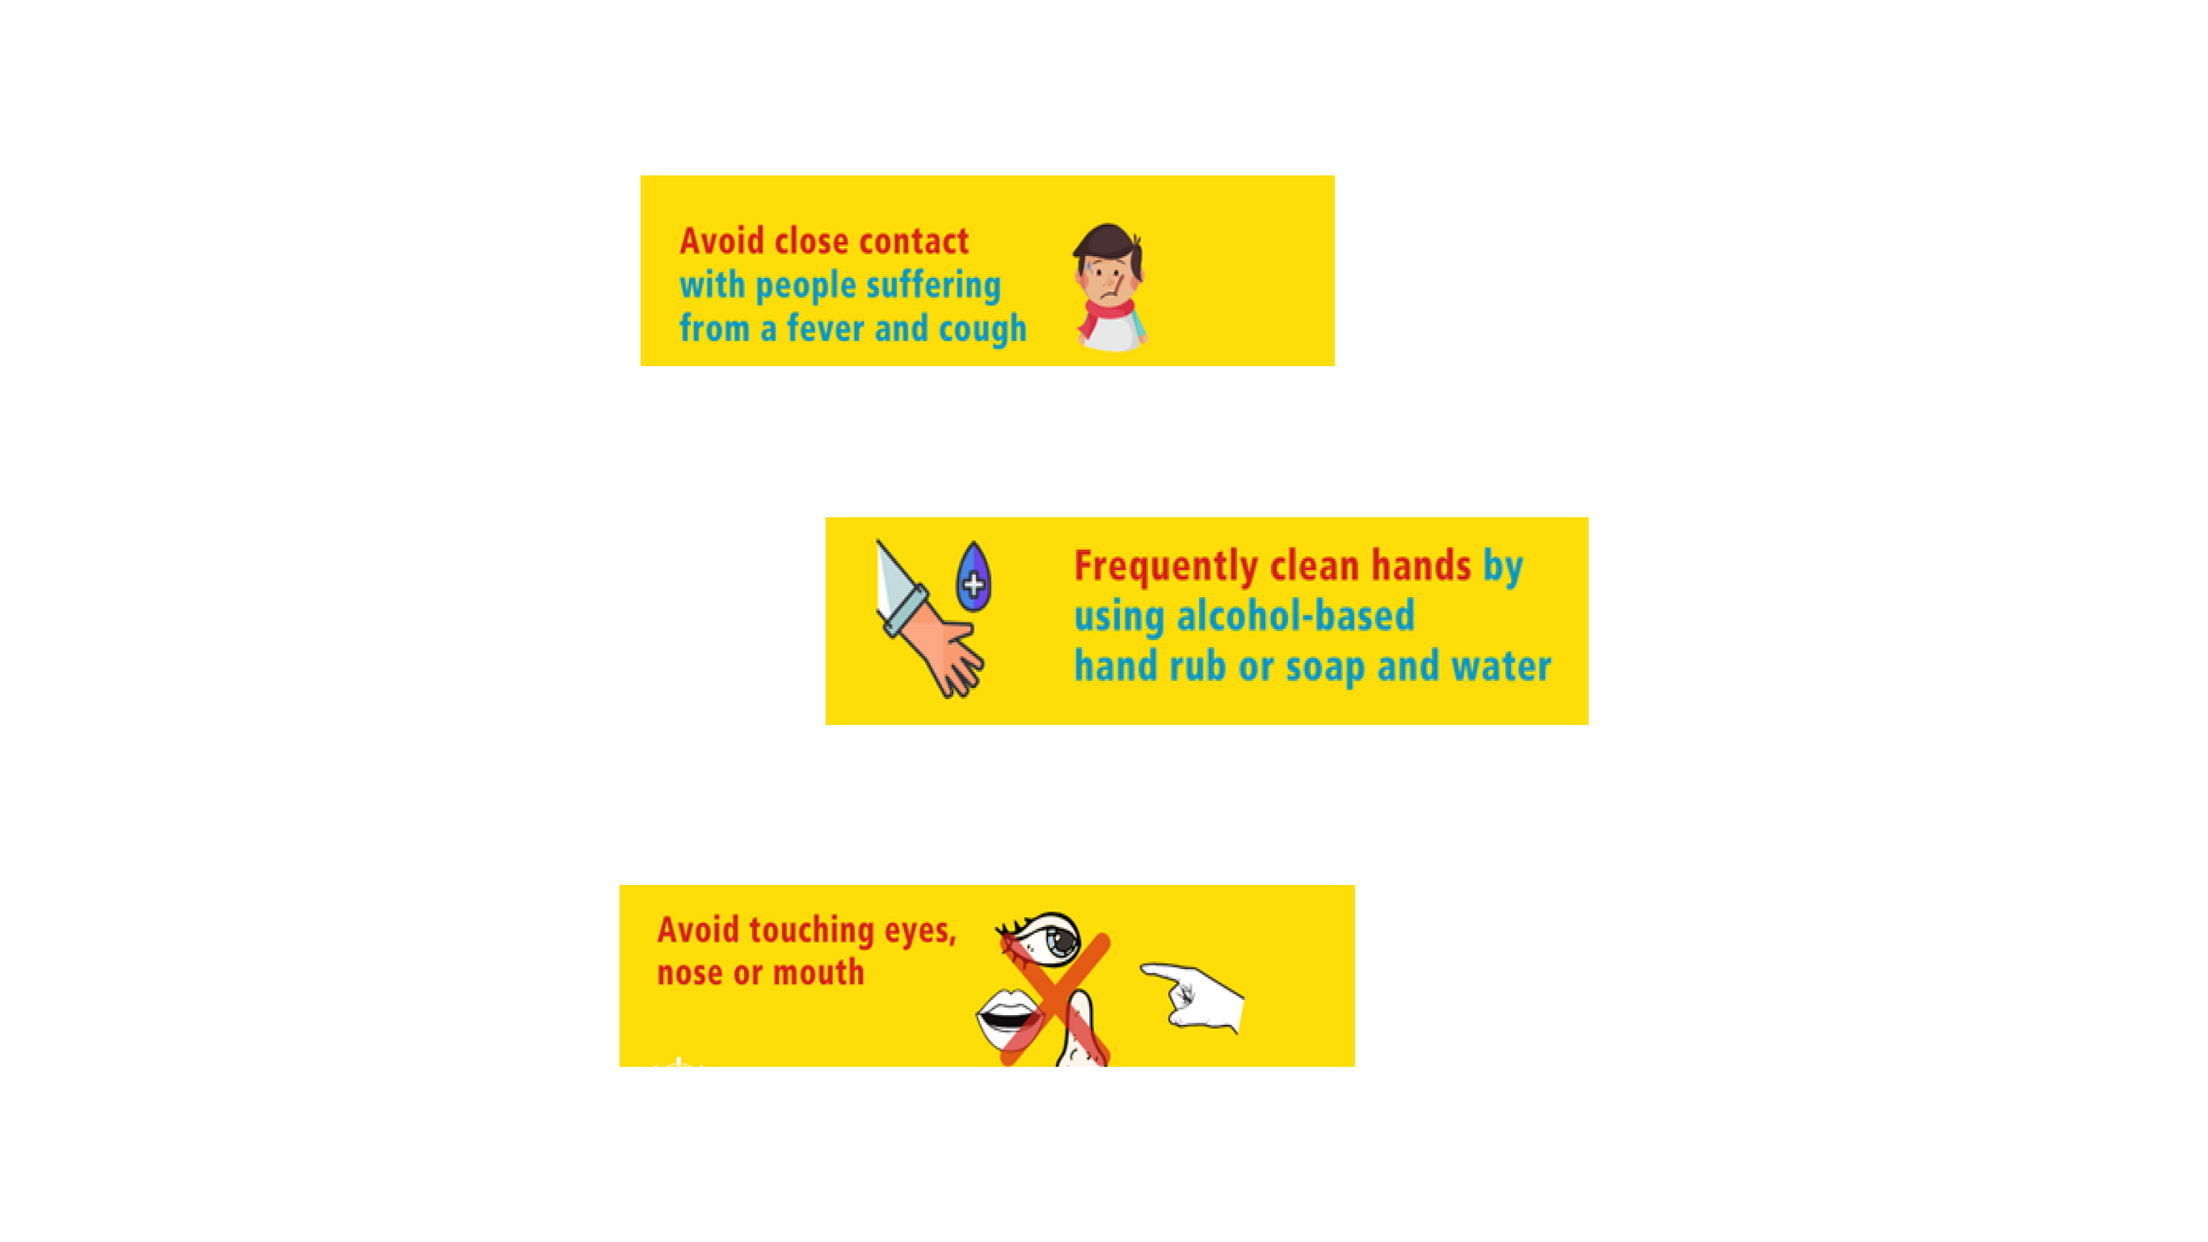 Avoid close contact
with people suffering
from a fever and cough
Frequently clean hands by
using alcohol-based
hand rub or soap and water
Avoid touching eyes,
nose or mouth